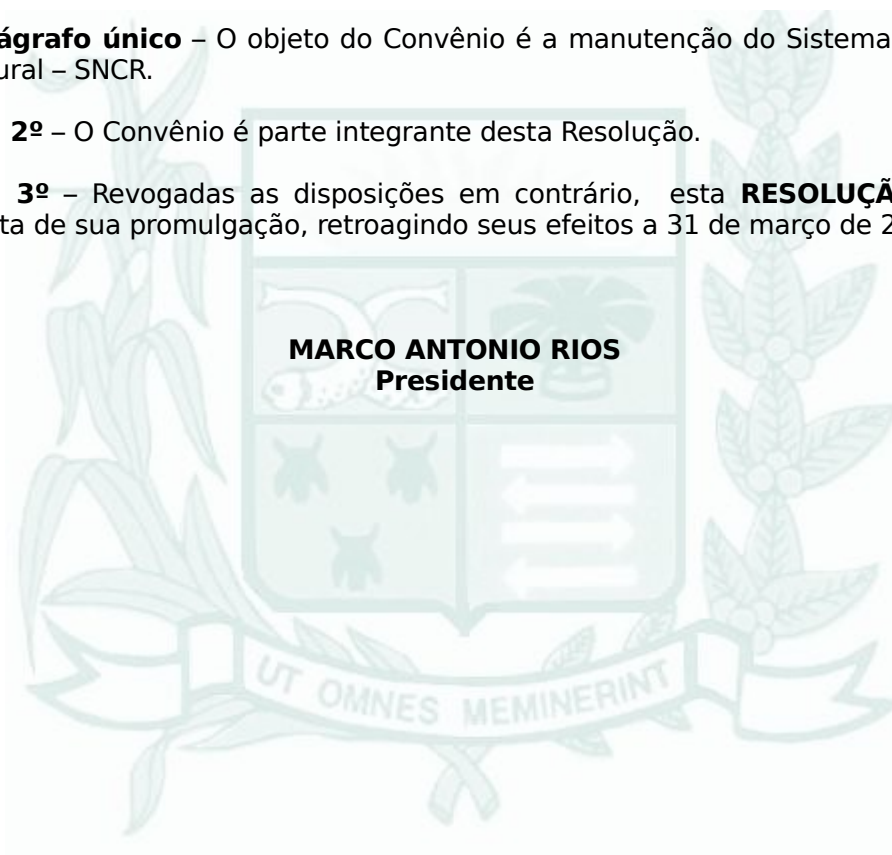 ágrafo único – O objeto do Convênio é a manutenção do Sistema
ural – SNCR.
2º – O Convênio é parte integrante desta Resolução.
3º – Revogadas as disposições em contrário, esta RESOLUÇÃ
ta de sua promulgação, retroagindo seus efeitos a 31 de março de 2
MARCO ANTONIO RIOS
Presidente
UT OMNES MEMINERINT